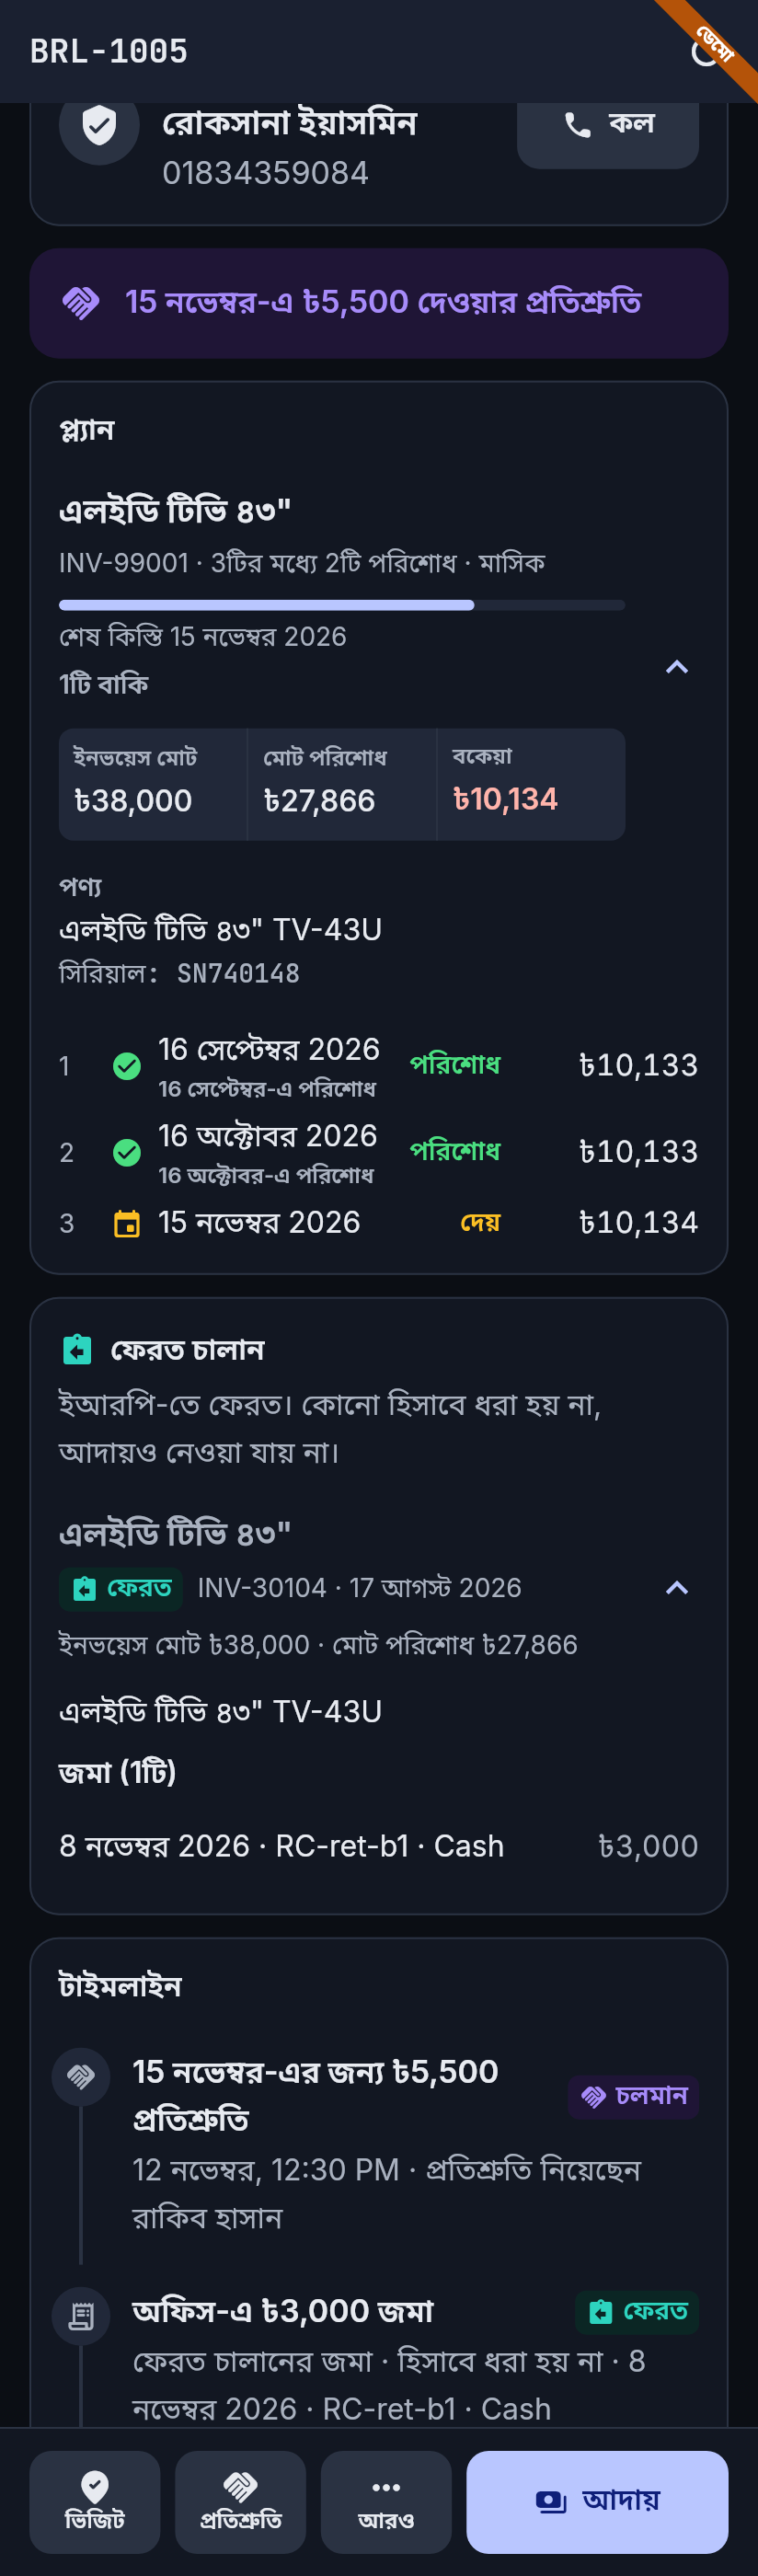 BRL-1005
ডেমো
রোকসানা ইয়াসমিন
কল
01834359084
15 নভেম্বর-এ ৳5,500 দেওয়ার প্রতিশ্রুতি
প্ল্যান
এলইডি টিভি ৪৩"
INV-99001 · 3টির মধ্যে 2টি পরিশোধ · মাসিক
শেষ কিস্তি 15 নভেম্বর 2026
1টি বাকি
ইনভয়েস মোট মোট পরিশোধ বকেয়া
৳38,000 ৳27,866 ৳10,134
পণ্য
এলইডি টিভি ৪৩" TV-43U
সিরিয়াল: SN740148
1 16 সেপ্টেম্বর 2026 পরিশোধ ৳10,133
16 সেপ্টেম্বর-এ পরিশোধ
2 16 অক্টোবর 2026 পরিশোধ ৳10,133
16 অক্টোবর-এ পরিশোধ
3 15 নভেম্বর 2026 দেয় ৳10,134
ফেরত চালান
ইআরপি-তে ফেরত। কোনো হিসাবে ধরা হয় না,
আদায়ও নেওয়া যায় না।
এলইডি টিভি ৪৩"
ফেরত INV-30104 · 17 আগস্ট 2026
ইনভয়েস মোট ৳38,000 · মোট পরিশোধ ৳27,866
এলইডি টিভি ৪৩" TV-43U
জমা (1টি)
8 নভেম্বর 2026 · RC-ret-b1 · Cash ৳3,000
টাইমলাইন
15 নভেম্বর-এর জন্য ৳5,500
প্রতিশ্রুতি
চলমান
12 নভেম্বর, 12:30 PM · প্রতিশ্রুতি নিয়েছেন
রাকিব হাসান
অফিস-এ ৳3,000 জমা ফেরত
ফেরত চালানের জমা · হিসাবে ধরা হয় না · 8
নভেম্বর 2026 · RC-ret-b1 · Cash
ভিজিট প্রতিশ্রুতি আরও আদায়